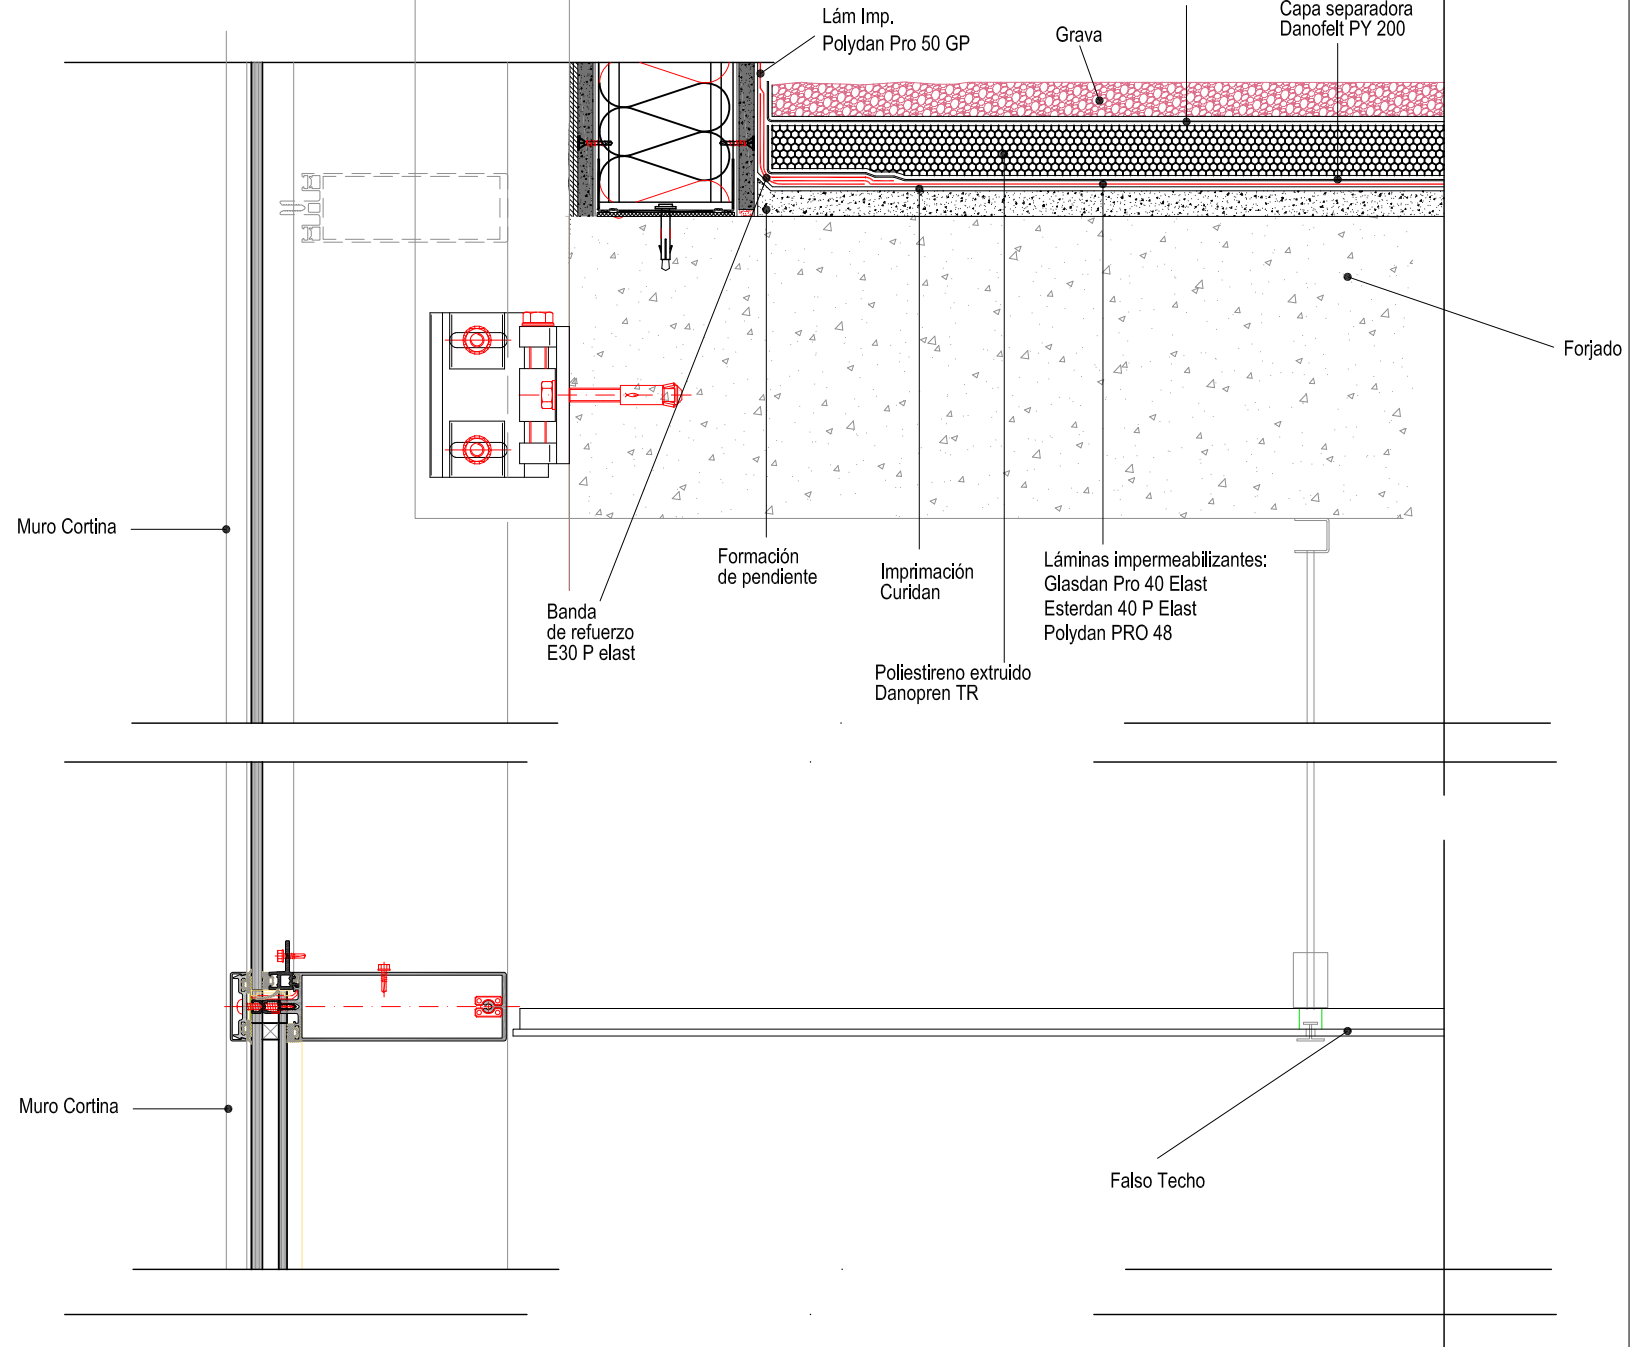 Capa separadora
Danofelt PY 200
Lám Imp.
Polydan Pro 50 GP
Grava
Forjado
Muro Cortina
Formación
de pendiente
Imprimación
Curidan
Láminas impermeabilizantes:
Glasdan Pro 40 Elast
Esterdan 40 P Elast
Polydan PRO 48
Banda
de refuerzo
E30 P elast
Poliestireno extruido
Danopren TR
Muro Cortina
Falso Techo